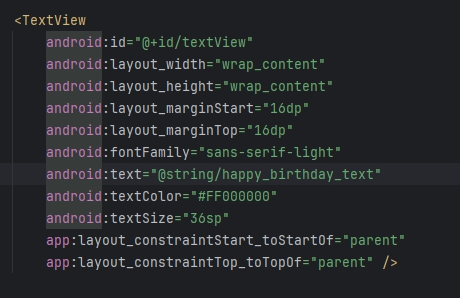 <TextView
android:id="@+id/textView"
android:layout_width="wrap_content"
android:layout_height="wrap_content"
android:layout_marginStart="16dp"
android:layout_marginTop="16dp"
android:fontFamily="sans-serif-light"
android:text="@string/happy_birthday_text"
android:textColor="#FF000000"
android:textSize="36sp"
app:layout_constraintStart_toStartOf="parent"
app:layout_constraintTop_toTopOf="parent" />